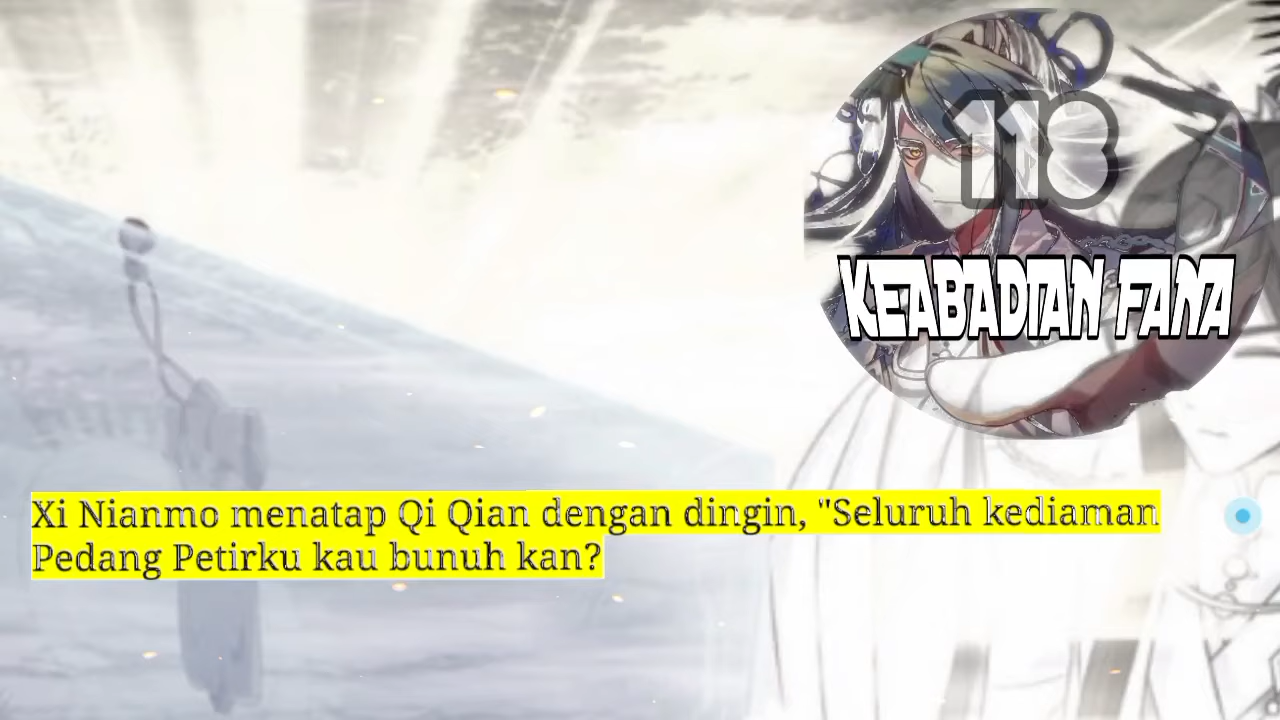 118
KEABADIAN FANA
Xi Nianmo menatap Qi Qian dengan dingin, "Seluruh kediaman
Pedang Petirku kau bunuh kan?